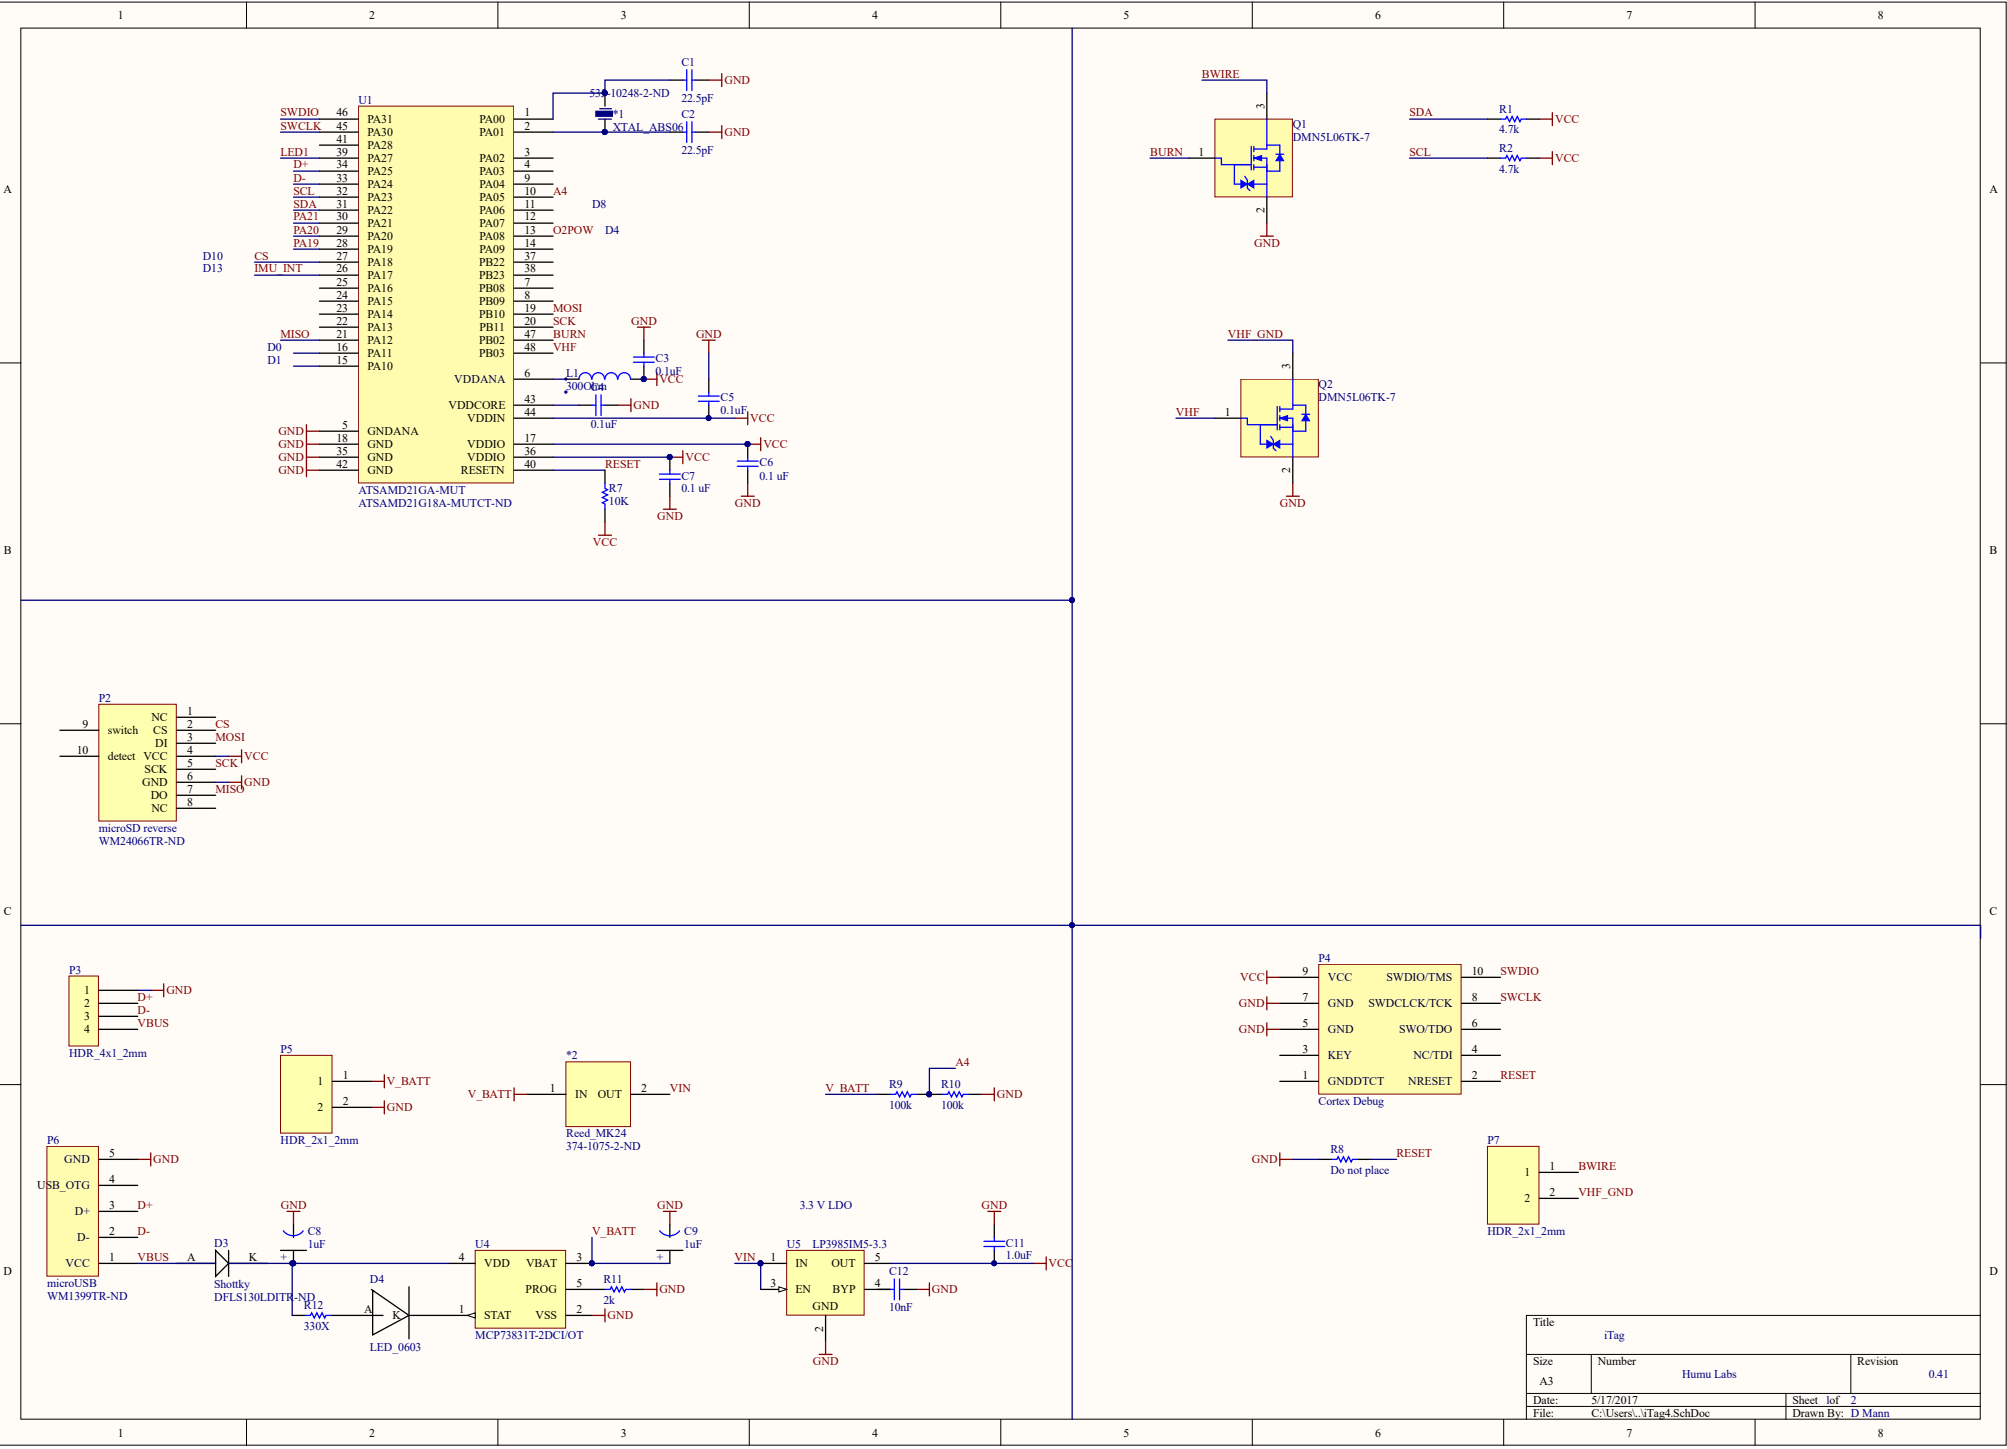 1 2 3 4 5 6 7 8
A
B
C
D
A
B
C
D
U1
SWDIO 46 PA31
SWCLK 45 PA30
41 PA28
LED1 39 PA27
D+ 34 PA25
D- 33 PA24
SCL 32 PA23
SDA 31 PA22
PA21 30 PA21
PA20 29 PA20
PA19 28 PA19
D10 CS 27 PA18
D13 IMU_INT 26 PA17
25 PA16
24 PA15
23 PA14
22 PA13
MISO 21 PA12
D0 16 PA11
D1 15 PA10
GND 5 GNDANA
GND 18 GND
GND 35 GND
GND 42 GND
PA00 1
PA01 2
PA02 3
PA03 4
PA04 9
PA05 10 A4
PA06 11 D8
PA07 12
PA08 13 O2POW D4
PA09 14
PB22 37
PB23 38
PB08 7
PB09 8
PB10 19 MOSI
PB11 20 SCK
PB02 47 BURN
PB03 48 VHF
VDDANA 6
VDDCORE 43
VDDIN 44
VDDIO 17
VDDIO 36
RESETN 40
ATSAMD21GA-MUT
ATSAMD21G18A-MUTCT-ND
C1
GND
22.5pF
*1
XTAL_ABS06
C2
GND
22.5pF
GND
C3
0.1uF
L1
300Ohm
VCC
C4
GND
0.1uF
GND
C5
0.1uF
VCC
VCC
C6
0.1 uF
GND
VCC
C7
0.1 uF
GND
RESET
R7
10K
VCC
BWIRE
3
Q1
DMN5L06TK-7
BURN 1
2
GND
SDA R1 VCC
4.7k
SCL R2 VCC
4.7k
VHF_GND
3
Q2
DMN5L06TK-7
VHF 1
2
GND
P2
9 switch
10 detect
NC 1
CS 2 CS
DI 3 MOSI
VCC 4 VCC
SCK 5 SCK
GND 6 GND
DO 7 MISO
NC 8
microSD reverse
WM24066TR-ND
P3
1 GND
2 D+
3 D-
4 VBUS
HDR_4x1_2mm
P5
1 1 V_BATT
2 2 GND
HDR_2x1_2mm
*2
V_BATT 1 IN OUT 2 VIN
Reed_MK24
374-1075-2-ND
A4
V_BATT R9 R10 GND
100k 100k
P6
GND 5 GND
USB_OTG 4
D+ 3 D+
D- 2 D-
VCC 1 VBUS
microUSB
WM1399TR-ND
D3
A K
Shottky
DFLS130LDITR-ND
GND
C8
1uF
+
R12
330X
D4
A K
LED_0603
U4
4 VDD VBAT 3
PROG 5
1 STAT VSS 2
MCP73831T-2DCI/OT
V_BATT
GND
C9
1uF
+
R11 GND
2k
GND
3.3 V LDO
U5 LP3985IM5-3.3
VIN 1 IN OUT 5
3 EN BYP 4
GND
2
GND
C12
GND
10nF
GND
C11
1.0uF
VCC
P4
VCC 9 VCC SWDIO/TMS 10 SWDIO
GND 7 GND SWDCLCK/TCK 8 SWCLK
GND 5 GND SWO/TDO 6
3 KEY NC/TDI 4
1 GNDDTCT NRESET 2 RESET
Cortex Debug
GND R8 RESET
Do not place
P7
1 1 BWIRE
2 2 VHF_GND
HDR_2x1_2mm
Title
iTag
Size Number Revision
A3 Humu Labs 0.41
Date: 5/17/2017 Sheet 1of 2
File: C:\Users\..\iTag4.SchDoc Drawn By: D Mann
1 2 3 4 5 6 7 8